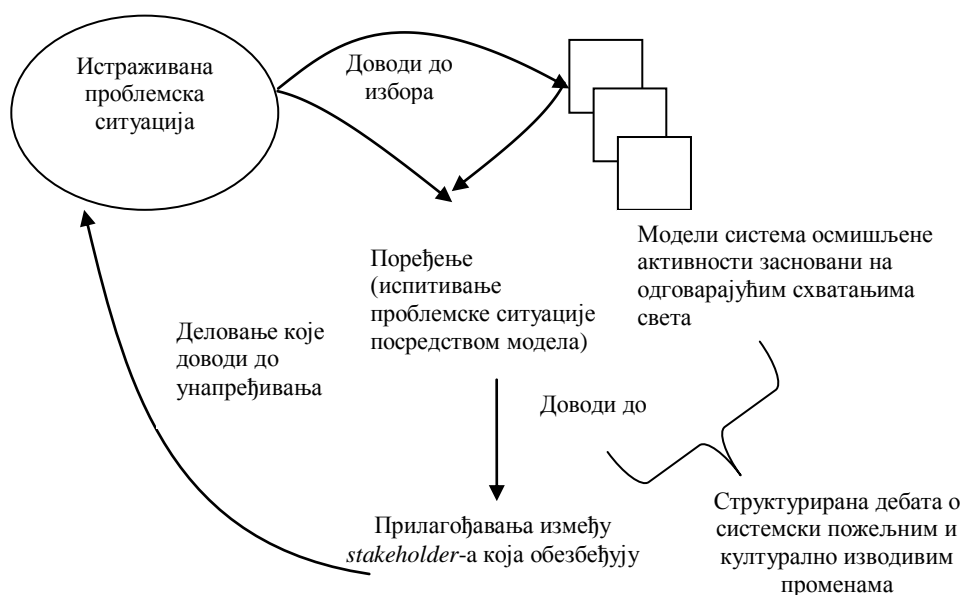 Истраживана
проблемска
ситуација
Доводи до
избора
Модели система осмишљене
активности засновани на
одговарајућим схватањима
света
Поређење
(испитивање
проблемске ситуације
посредством модела)
Деловање које
доводи до
унапређивања
Доводи до
Структурирана дебата о
системски пожељним и
културално изводивим
променама
Прилагођавања између
stakeholder-а која обезбеђују